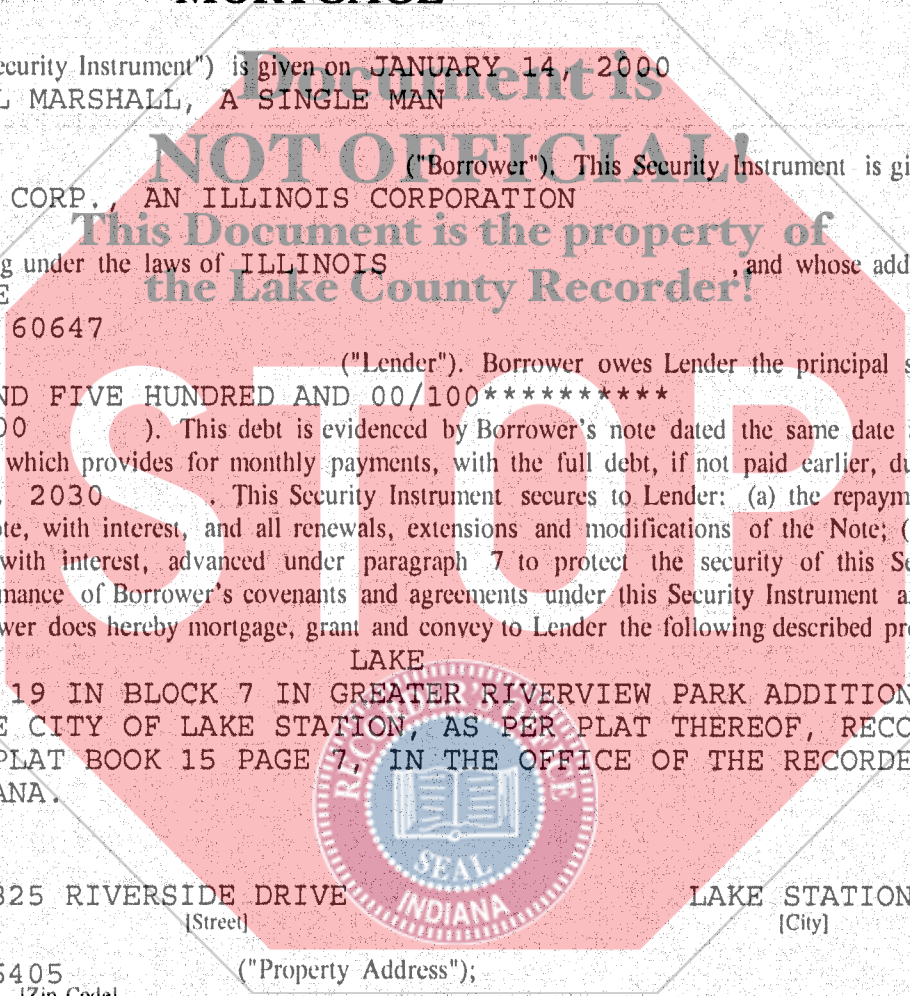 MORTGAGE
ecurity Instrument") is given on JANUARY 14, 2000
Document is
L MARSHALL, A SINGLE MAN
NOT OFFICIAL!
("Borrower"). This Security Instrument is gi
CORP., AN ILLINOIS CORPORATION
This Document is the property of
g under the laws of ILLINOIS , and whose add
E
the Lake County Recorder!
60647
("Lender"). Borrower owes Lender the principal s
ND FIVE HUNDRED AND 00/100**********
00 ). This debt is evidenced by Borrower's note dated the same date
which provides for monthly payments, with the full debt, if not paid earlier, du
, 2030 . This Security Instrument secures to Lender: (a) the repaym
ote, with interest, and all renewals, extensions and modifications of the Note; (
with interest, advanced under paragraph 7 to protect the security of this Se
mance of Borrower's covenants and agreements under this Security Instrument a
wer does hereby mortgage, grant and convey to Lender the following described pr
STOP
LAKE
19 IN BLOCK 7 IN GREATER RIVERVIEW PARK ADDITION
E CITY OF LAKE STATION, AS PER PLAT THEREOF, RECO
PLAT BOOK 15 PAGE 7, IN THE OFFICE OF THE RECORDE
ANA.
RECORDER'S OFFICE
SEAL
INDIANA
825 RIVERSIDE DRIVE LAKE STATION
[Street] [City]
6405 ("Property Address");
[Zip Code]